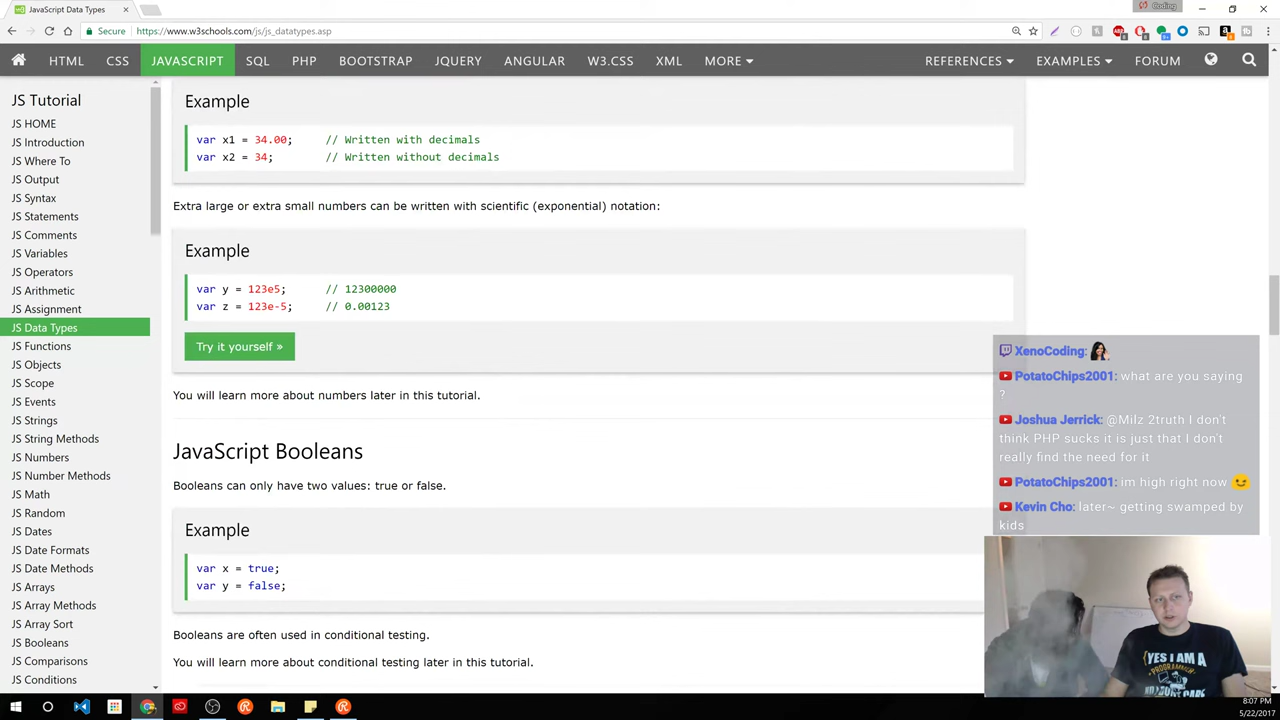 JavaScript Data Types
Coding
Secure
https://www.w3schools.com/js/js_datatypes.asp
HTML
CSS
JAVASCRIPT
SQL
PHP
BOOTSTRAP
JQUERY
ANGULAR
W3.CSS
XML
MORE
REFERENCES
EXAMPLES
FORUM
JS Tutorial
JS HOME
JS Introduction
JS Where To
JS Output
JS Syntax
JS Statements
JS Comments
JS Variables
JS Operators
JS Arithmetic
JS Assignment
JS Data Types
JS Functions
JS Objects
JS Scope
JS Events
JS Strings
JS String Methods
JS Numbers
JS Number Methods
JS Math
JS Random
JS Dates
JS Date Formats
JS Date Methods
JS Arrays
JS Array Methods
JS Array Sort
JS Booleans
JS Comparisons
JS Conditions
Example
var x1 = 34.00; // Written with decimals
var x2 = 34; // Written without decimals
Extra large or extra small numbers can be written with scientific (exponential) notation:
Example
var y = 123e5; // 12300000
var z = 123e-5; // 0.00123
Try it yourself »
You will learn more about numbers later in this tutorial.
JavaScript Booleans
Booleans can only have two values: true or false.
Example
var x = true;
var y = false;
Booleans are often used in conditional testing.
You will learn more about conditional testing later in this tutorial.
XenoCoding:
PotatoChips2001: what are you saying
?
Joshua Jerrick: @Milz 2truth I don't
think PHP sucks it is just that I don't
really find the need for it
PotatoChips2001: im high right now
Kevin Cho: later~ getting swamped by
kids
YES I AM A
8:07 PM
5/22/2017